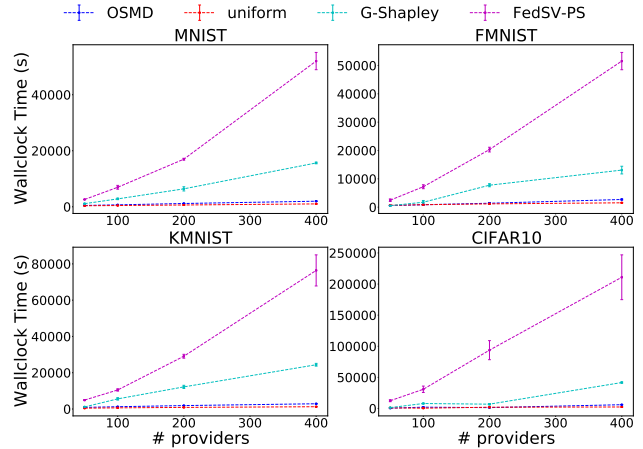 OSMD uniform G-Shapley FedSV-PS
MNIST
FMNIST
Wallclock Time (s)
40000
20000
0
100 200 300 400
50000
40000
30000
20000
10000
0
100 200 300 400
KMNIST
CIFAR10
Wallclock Time (s)
80000
60000
40000
20000
0
100 200 300 400
# providers
250000
200000
150000
100000
50000
0
100 200 300 400
# providers